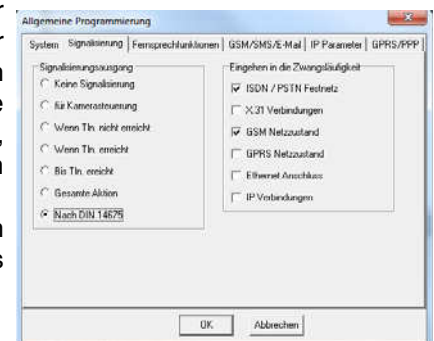 Allgemeine Programmierung
System Signalisierung Fernsprechfunktionen GSM/SMS/E-Mail IP Parameter GPRS/PPP
Signalisierungsausgang
Keine Signalisierung
für Kamerasteuerung
Wenn Tln. nicht erreicht
Wenn Tln. erreicht
Bis Tln. erreicht
Gesamte Aktion
Nach DIN 14675
Eingehen in die Zwangsläufigkeit
ISDN / PSTN Festnetz
X.31 Verbindungen
GSM Netzzustand
GPRS Netzzustand
Ethernet Anschluss
IP Verbindungen
OK Abbrechen